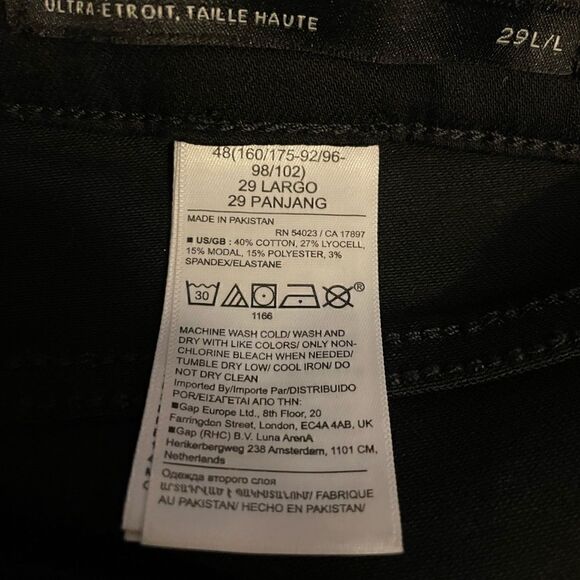 ULTRA-ÉTROIT, TAILLE HAUTE
29L/L
48(160/175-92/96-
98/102)
29 LARGO
29 PANJANG
MADE IN PAKISTAN
RN 54023 / CA 17897
■ US/GB : 40% COTTON, 27% LYOCELL,
15% MODAL, 15% POLYESTER, 3%
SPANDEX/ELASTANE
30
®
1166
MACHINE WASH COLD/ WASH AND
DRY WITH LIKE COLORS/ ONLY NON-
CHLORINE BLEACH WHEN NEEDED/
TUMBLE DRY LOW/ COOL IRON/ DO
NOT DRY CLEAN
Imported By/Importe Par/DISTRIBUIDO
POR/ΕΙΣΑΓΕΤΑΙ ΑΠΟ ΤΗΝ:
■Gap Europe Ltd., 8th Floor, 20
Farringdon Street, London, EC4A 4AB, UK
■Gap (RHC) B.V. Luna ArenA
Herikerbergweg 238 Amsterdam, 1101 CM,
Netherlands
Одежда второго слоя
ԱՐՏԱԴՐՎԱԾ Է ՊԱԿԻՍՏԱՆՈՒՄ/ FABRIQUE
AU PAKISTAN/ HECHO EN PAKISTAN/